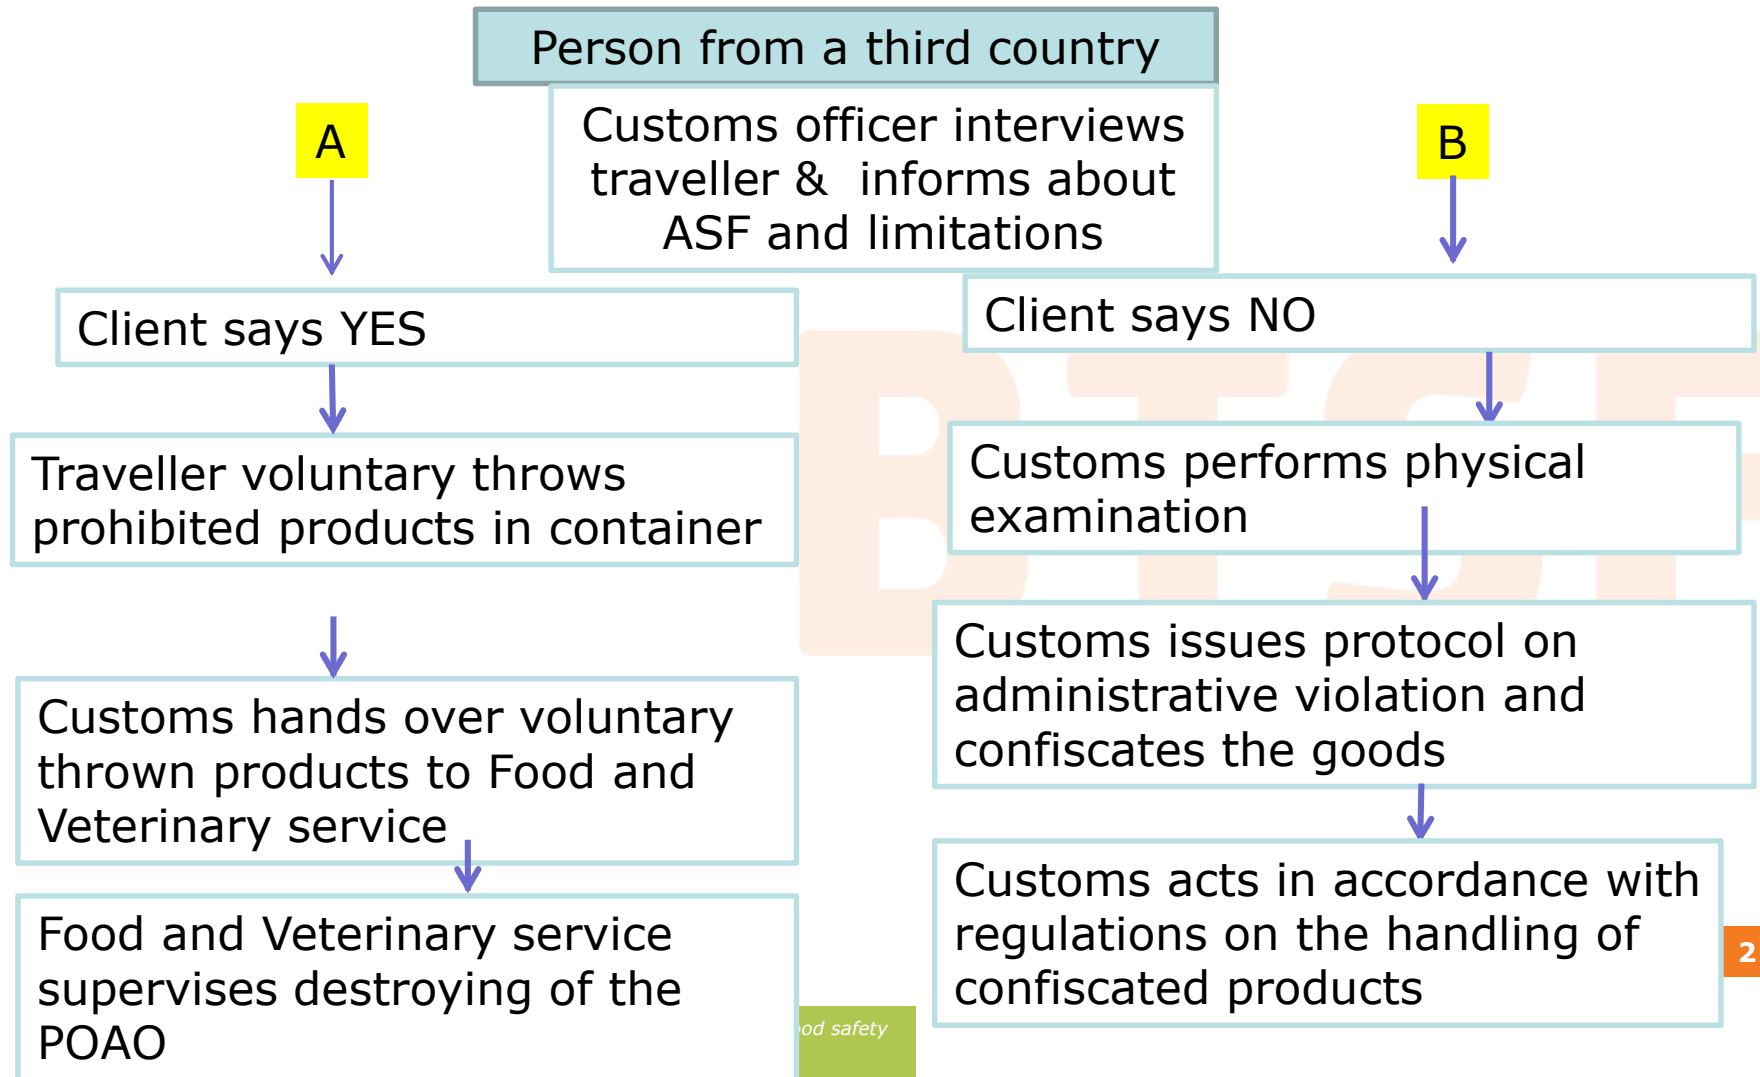 Person from a third country
Customs officer interviews
traveller & informs about
ASF and limitations
A
Client says YES
Traveller voluntary throws
prohibited products in container
Customs hands over voluntary
thrown products to Food and
Veterinary service
Food and Veterinary service
supervises destroying of the
POAO
B
Client says NO
Customs performs physical
examination
Customs issues protocol on
administrative violation and
confiscates the goods
Customs acts in accordance with
regulations on the handling of
confiscated products
2
safety
BTSF